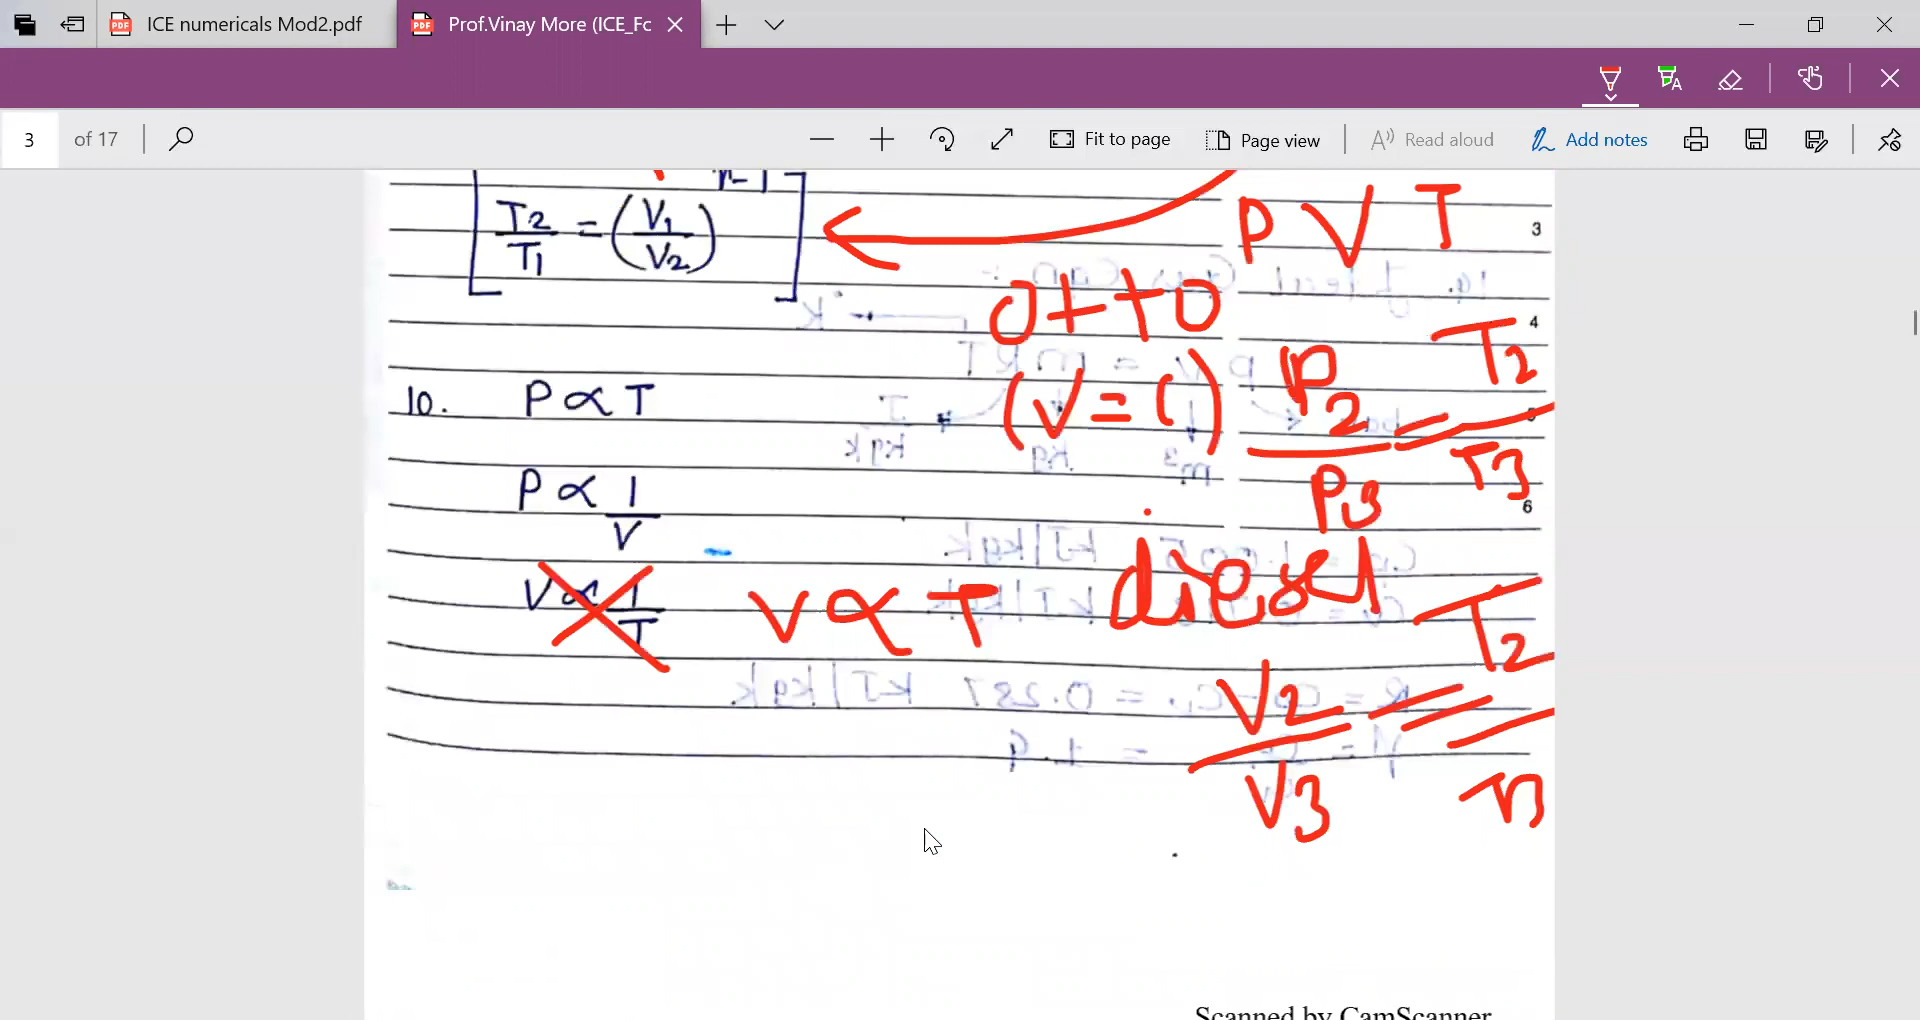 ICE numericals Mod2.pdf
Prof.Vinay More (ICE_Fc
3
of 17
Fit to page
Page view
Read aloud
Add notes
n-1
T2/T1 = (V1/V2)
P V T
3
otto
4
(V = C)
P2/P3 = T2/T3
10. P ∝ T
6
P ∝ 1/V
V ∝ 1/T
V ∝ T
diesel
V2/V3 = T2/T3
Scanned by CamScanner